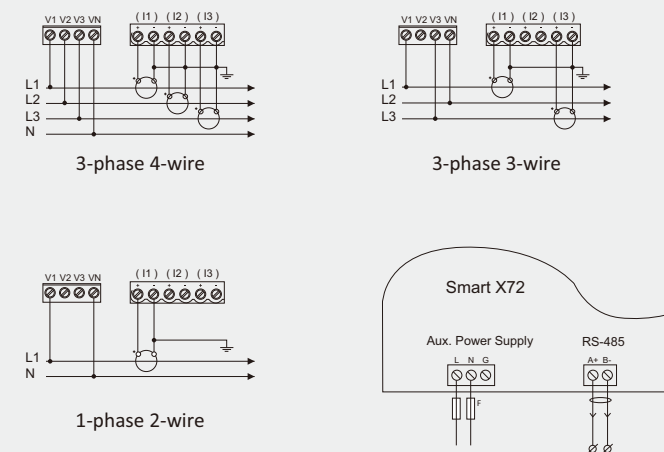 V1 V2 V3 VN
( I1 ) ( I2 ) ( I3 )
+ - + - + -
L1
L2
L3
N
3-phase 4-wire
V1 V2 V3 VN
( I1 ) ( I2 ) ( I3 )
+ - + - + -
L1
L2
L3
3-phase 3-wire
V1 V2 V3 VN
( I1 ) ( I2 ) ( I3 )
+ - + - + -
L1
N
1-phase 2-wire
Smart X72
Aux. Power Supply
L N G
F
RS-485
A+ B-